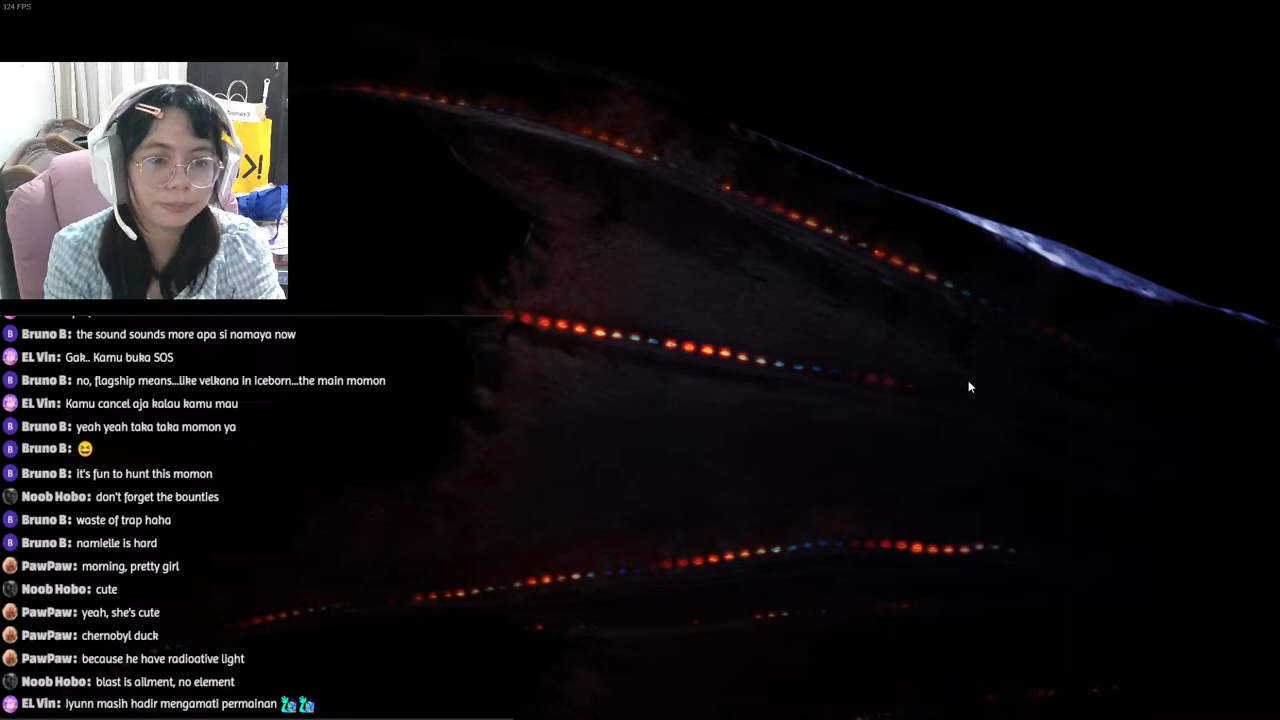 124 FPS
Bruno B: the sound sounds more apa si namaya now
EL Vin: Gak.. Kamu buka SOS
Bruno B: no, flagship means...like velkana in iceborn...the main momon
EL Vin: Kamu cancel aja kalau kamu mau
Bruno B: yeah yeah taka taka momon ya
Bruno B: 😆
Bruno B: it's fun to hunt this momon
Noob Hobo: don't forget the bounties
Bruno B: waste of trap haha
Bruno B: namielle is hard
PawPaw: morning, pretty girl
Noob Hobo: cute
PawPaw: yeah, she's cute
PawPaw: chernobyl duck
PawPaw: because he have radioative light
Noob Hobo: blast is ailment, no element
EL Vin: Iyunn masih hadir mengamati permainan